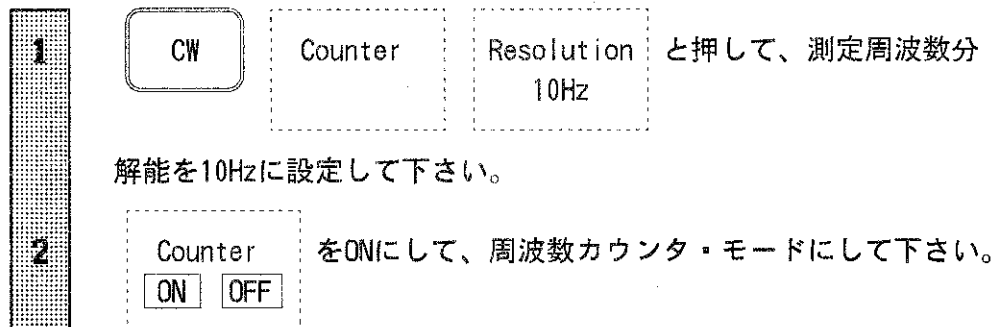 1 CW Counter Resolution と押して、測定周波数分
10Hz
解能を10Hzに設定して下さい。
2 Counter をONにして、周波数カウンタ・モードにして下さい。
ON OFF